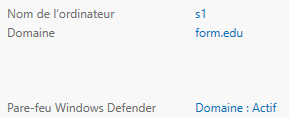 Nom de l'ordinateur s1
Domaine form.edu
Pare-feu Windows Defender Domaine : Actif